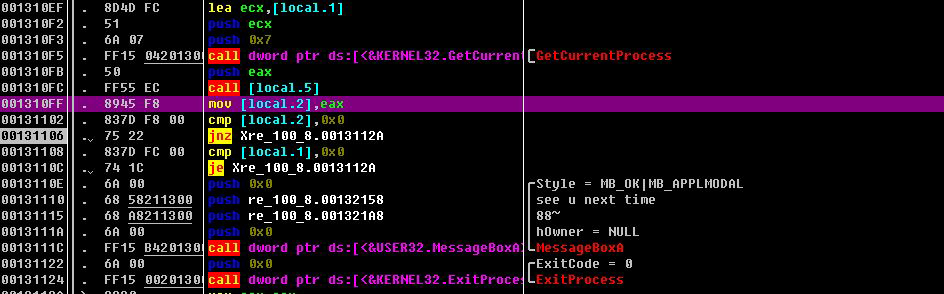 001310EF . 8D4D FC lea ecx,[local.1]
001310F2 . 51 push ecx
001310F3 . 6A 07 push 0x7
001310F5 . FF15 04201300 call dword ptr ds:[<&KERNEL32.GetCurrent GetCurrentProcess
001310FB . 50 push eax
001310FC . FF55 EC call [local.5]
001310FF . 8945 F8 mov [local.2],eax
00131102 . 837D F8 00 cmp [local.2],0x0
00131106 . 75 22 jnz Xre_100_8.0013112A
00131108 . 837D FC 00 cmp [local.1],0x0
0013110C . 74 1C je Xre_100_8.0013112A
0013110E . 6A 00 push 0x0 Style = MB_OK|MB_APPLMODAL
00131110 . 68 58211300 push re_100_8.00132158 see u next time
00131115 . 68 A8211300 push re_100_8.001321A8 88~
0013111A . 6A 00 push 0x0 hOwner = NULL
0013111C . FF15 B4201300 call dword ptr ds:[<&USER32.MessageBoxA> MessageBoxA
00131122 . 6A 00 push 0x0 ExitCode = 0
00131124 . FF15 00201300 call dword ptr ds:[<&KERNEL32.ExitProces ExitProcess